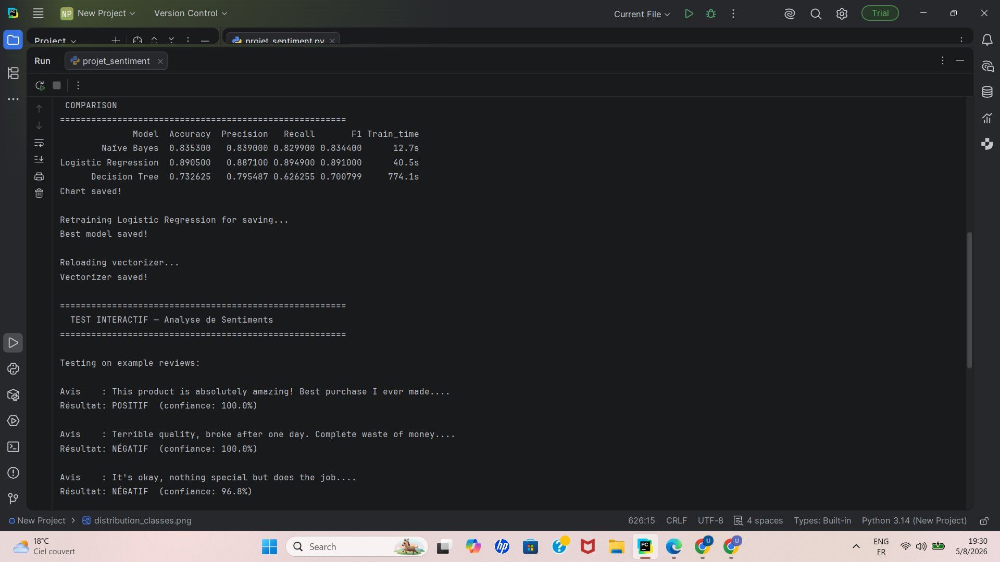 NP New Project Version Control Current File Trial
Project projet_sentiment.py
Run projet_sentiment
COMPARISON
=======================================================
Model Accuracy Precision Recall F1 Train_time
Naïve Bayes 0.835300 0.839000 0.829900 0.834400 12.7s
Logistic Regression 0.890500 0.887100 0.894900 0.891000 40.5s
Decision Tree 0.732625 0.795487 0.626255 0.700799 774.1s
Chart saved!
Retraining Logistic Regression for saving...
Best model saved!
Reloading vectorizer...
Vectorizer saved!
=======================================================
TEST INTERACTIF — Analyse de Sentiments
=======================================================
Testing on example reviews:
Avis    : This product is absolutely amazing! Best purchase I ever made....
Résultat: POSITIF  (confiance: 100.0%)
Avis    : Terrible quality, broke after one day. Complete waste of money....
Résultat: NÉGATIF  (confiance: 100.0%)
Avis    : It's okay, nothing special but does the job....
Résultat: NÉGATIF  (confiance: 96.8%)
New Project > distribution_classes.png 626:15 CRLF UTF-8 4 spaces Types: Built-in Python 3.14 (New Project)
18°C
Ciel couvert
Search
ENG
FR
19:30
5/8/2026